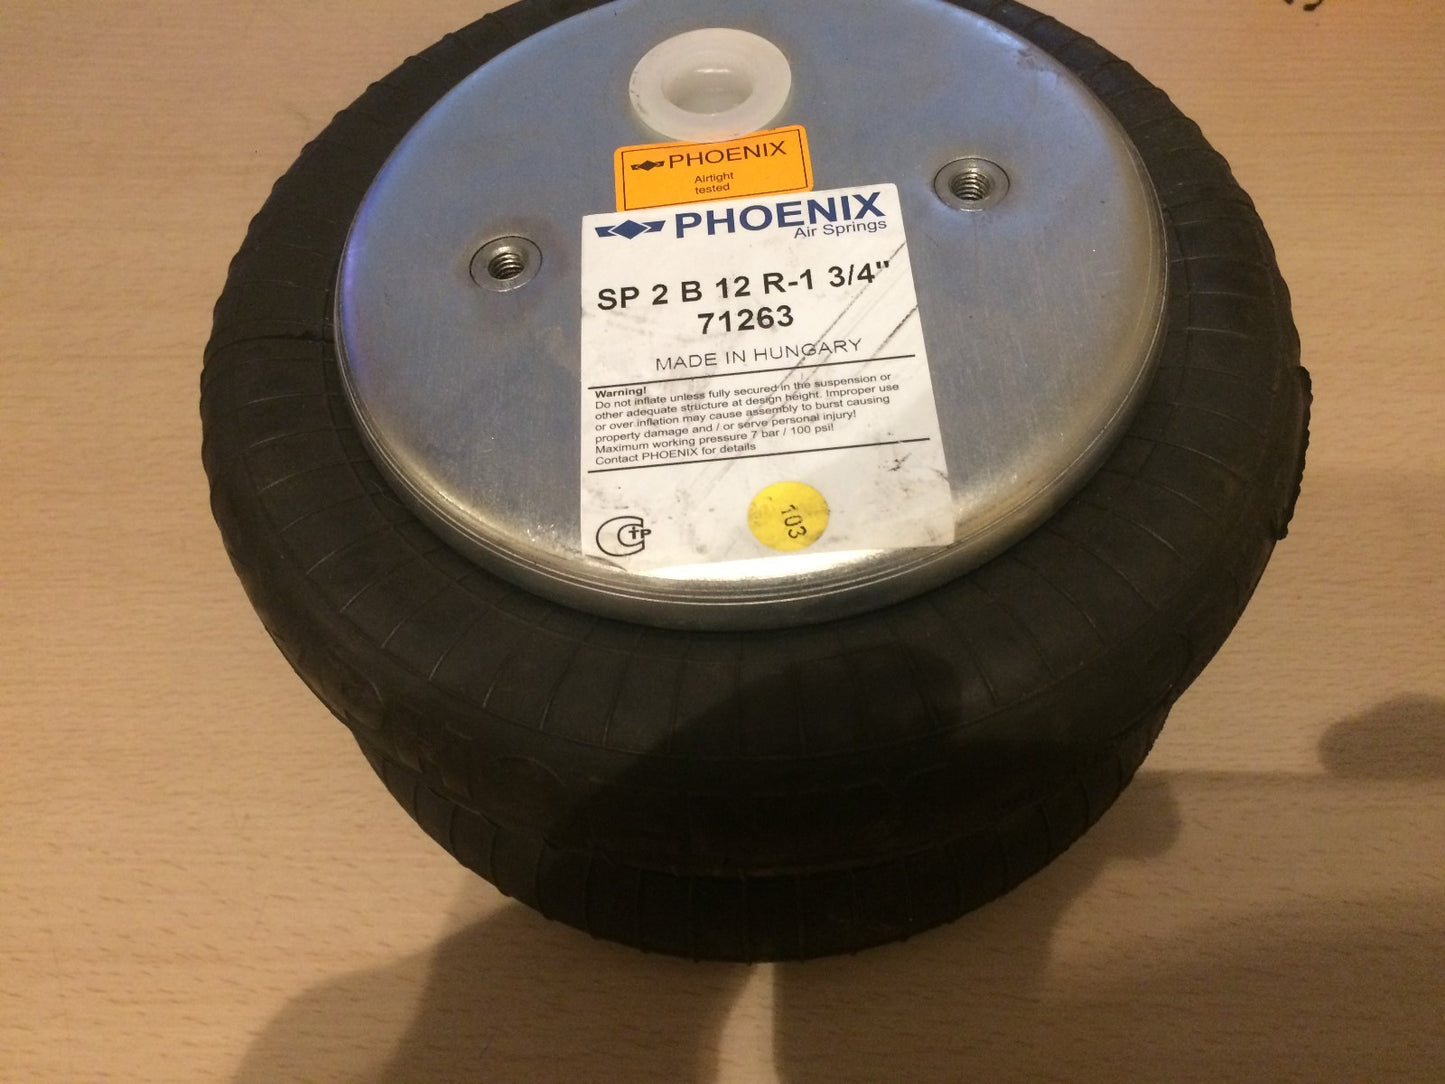 PHOENIX
Airtight
tested
PHOENIX
Air Springs
SP 2 B 12 R-1 3/4"
71263
MADE IN HUNGARY
Warning!
Do not inflate unless fully secured in the suspension or
other adequate structure at design height. Improper use
or over inflation may cause assembly to burst causing
property damage and / or serve personal injury!
Maximum working pressure 7 bar / 100 psi!
Contact PHOENIX for details
103